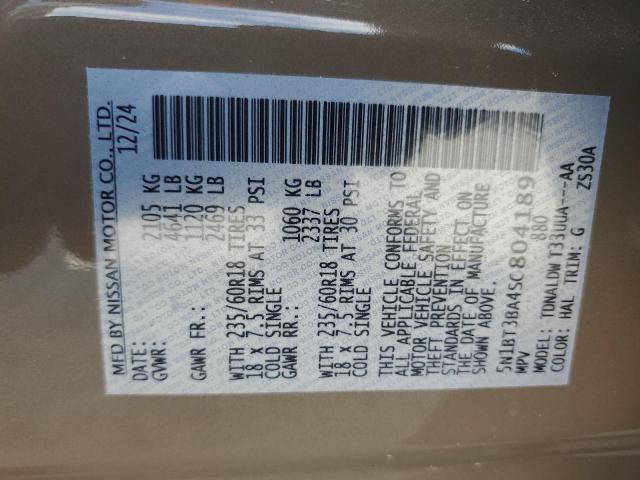 MFD BY NISSAN MOTOR CO., LTD.
DATE: 12/24
GVWR: 2105 KG
4641 LB
GAWR FR.: 1120 KG
2469 LB
WITH 235/60R18 TIRES
18 x 7.5 RIMS AT 33 PSI
COLD SINGLE
GAWR RR.: 1060 KG
2337 LB
WITH 235/60R18 TIRES
18 x 7.5 RIMS AT 30 PSI
COLD SINGLE
THIS VEHICLE CONFORMS TO
ALL APPLICABLE FEDERAL
MOTOR VEHICLE SAFETY AND
THEFT PREVENTION
STANDARDS IN EFFECT ON
THE DATE OF MANUFACTURE
SHOWN ABOVE.
5N1BT3BA4SC804189
MPV 880
MODEL: TDNALDWT33UUA---AA
COLOR: HAL TRIM: G ZS30A